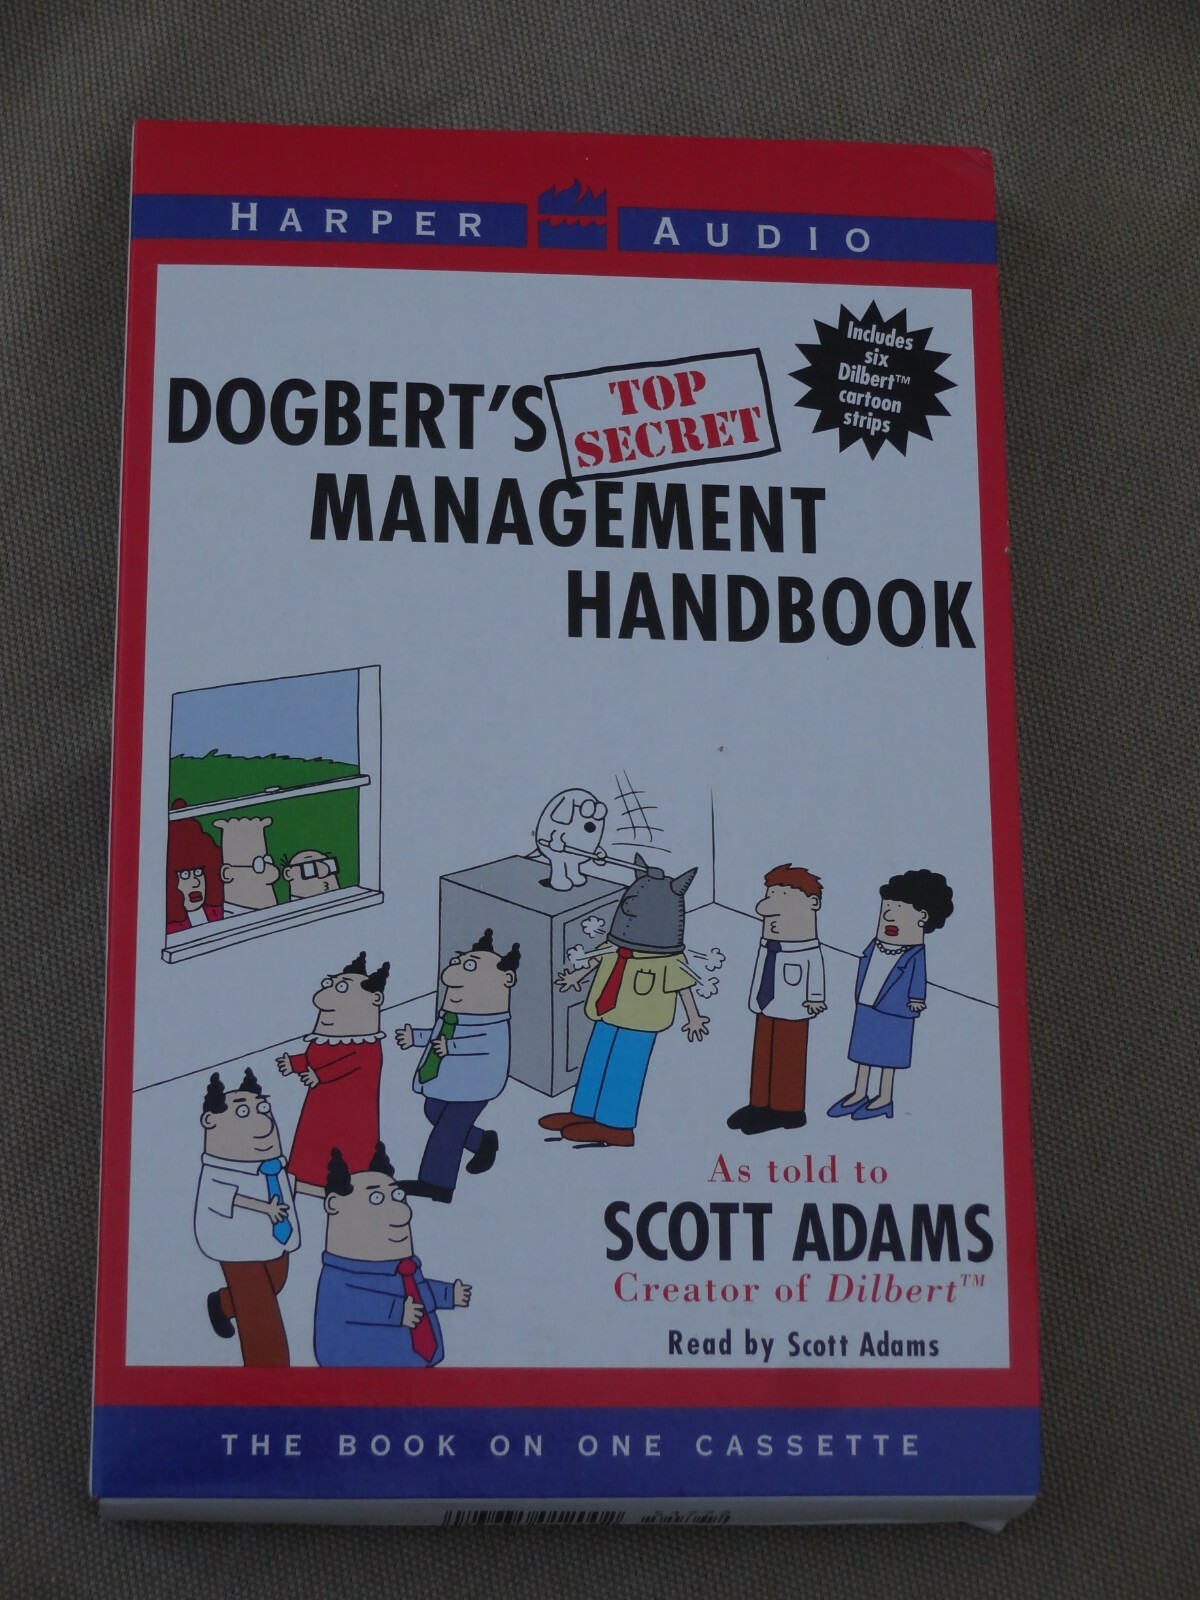 HARPER AUDIO
Includes
six
Dilbert™
cartoon
strips
DOGBERT'S
TOP
SECRET
MANAGEMENT
HANDBOOK
As told to
SCOTT ADAMS
Creator of Dilbert™
Read by Scott Adams
THE BOOK ON ONE CASSETTE